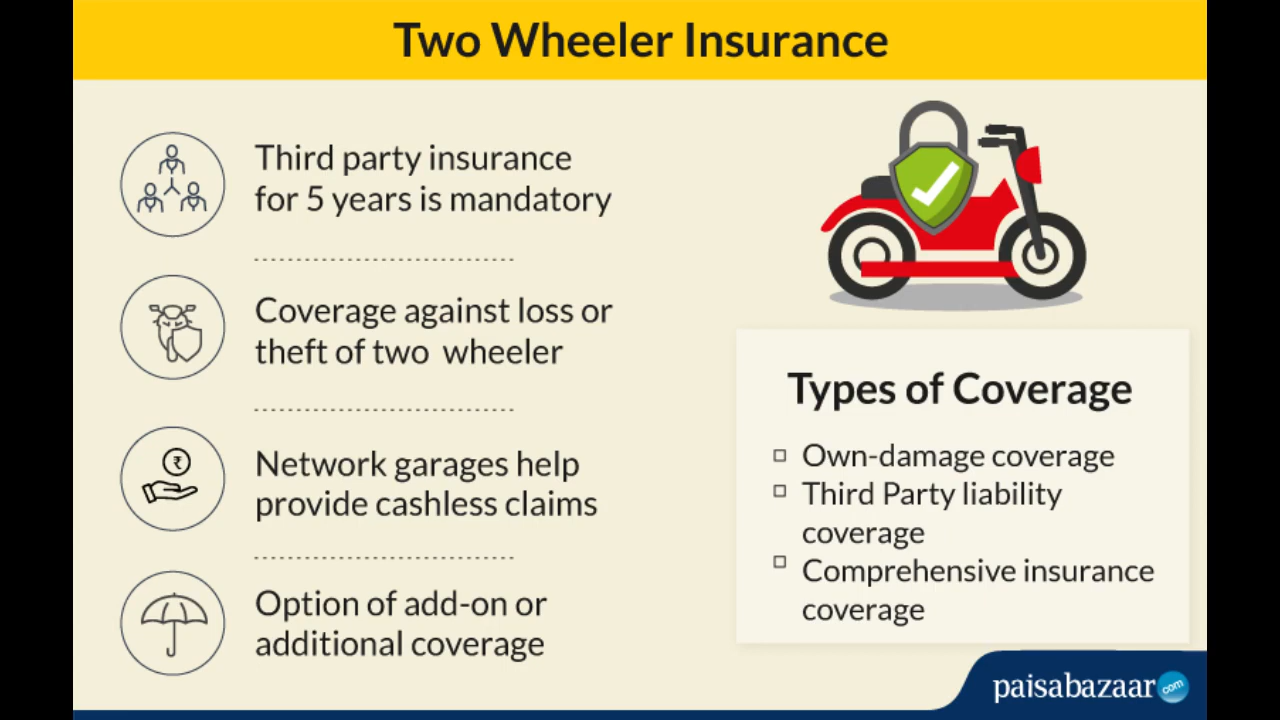 Two Wheeler Insurance
Third party insurance
for 5 years is mandatory
Coverage against loss or
theft of two wheeler
₹
Network garages help
provide cashless claims
Option of add-on or
additional coverage
Types of Coverage
Own-damage coverage
Third Party liability
coverage
Comprehensive insurance
coverage
paisabazaar com